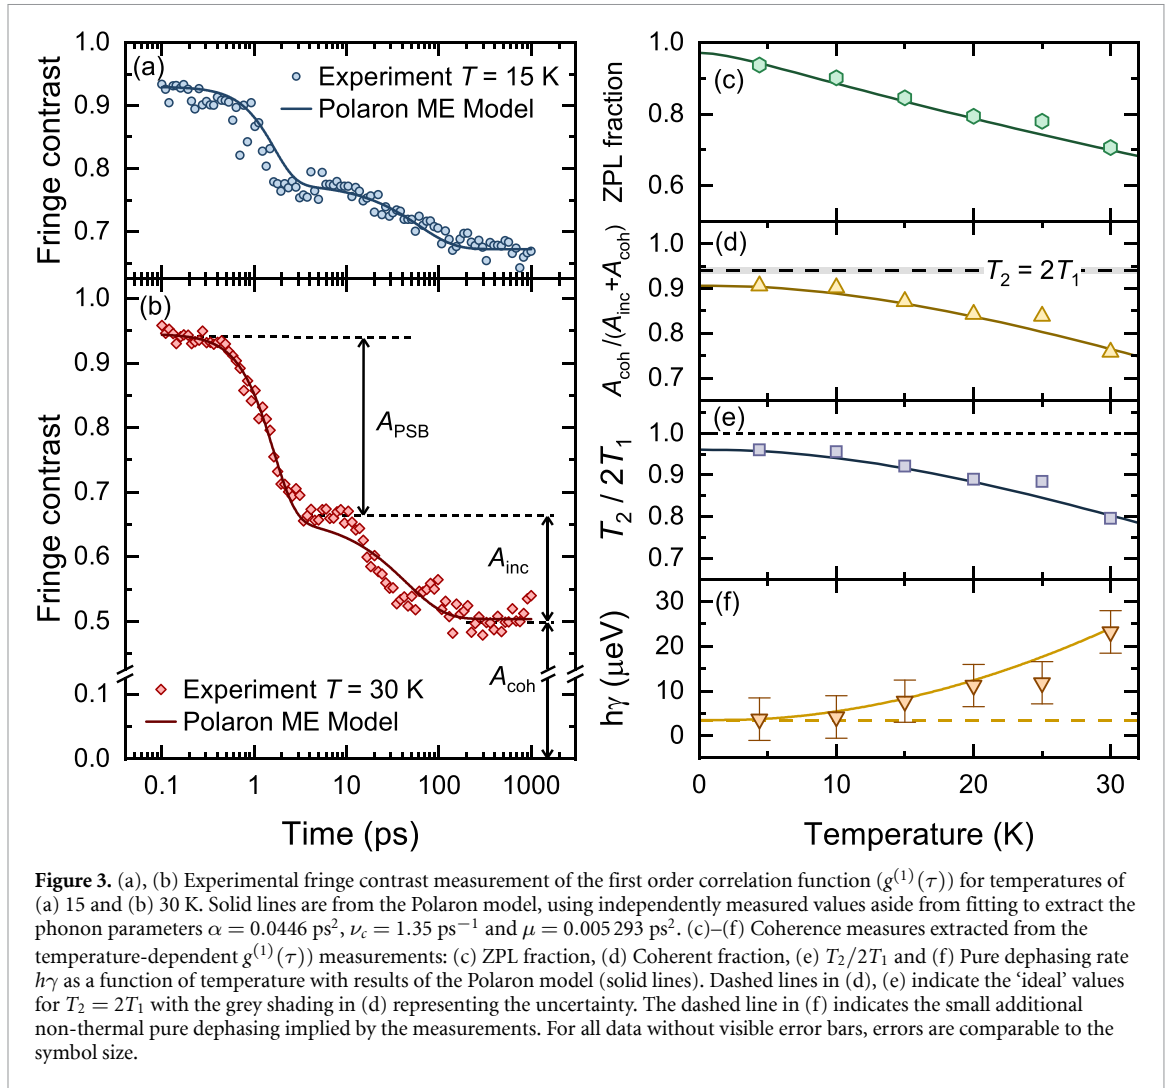 1.0
0.9
0.8
0.7
Fringe contrast
(a)
Experiment T = 15 K
Polaron ME Model
1.0
0.9
0.8
0.7
0.6
0.5
0.1
0.0
Fringe contrast
(b)
A_PSB
A_inc
A_coh
Experiment T = 30 K
Polaron ME Model
0.1 1 10 100 1000
Time (ps)
1.0
0.8
0.6
ZPL fraction
(c)
1.0
0.9
0.8
0.7
A_coh/(A_inc+A_coh)
(d)
T₂ = 2T₁
1.0
0.9
0.8
0.7
T₂ / 2T₁
(e)
30
20
10
0
hγ (μeV)
(f)
0 10 20 30
Temperature (K)
Figure 3. (a), (b) Experimental fringe contrast measurement of the first order correlation function (g⁽¹⁾(τ)) for temperatures of
(a) 15 and (b) 30 K. Solid lines are from the Polaron model, using independently measured values aside from fitting to extract the
phonon parameters α = 0.0446 ps², ν_c = 1.35 ps⁻¹ and μ = 0.005 293 ps². (c)–(f) Coherence measures extracted from the
temperature-dependent g⁽¹⁾(τ)) measurements: (c) ZPL fraction, (d) Coherent fraction, (e) T₂/2T₁ and (f) Pure dephasing rate
hγ as a function of temperature with results of the Polaron model (solid lines). Dashed lines in (d), (e) indicate the ‘ideal’ values
for T₂ = 2T₁ with the grey shading in (d) representing the uncertainty. The dashed line in (f) indicates the small additional
non-thermal pure dephasing implied by the measurements. For all data without visible error bars, errors are comparable to the
symbol size.